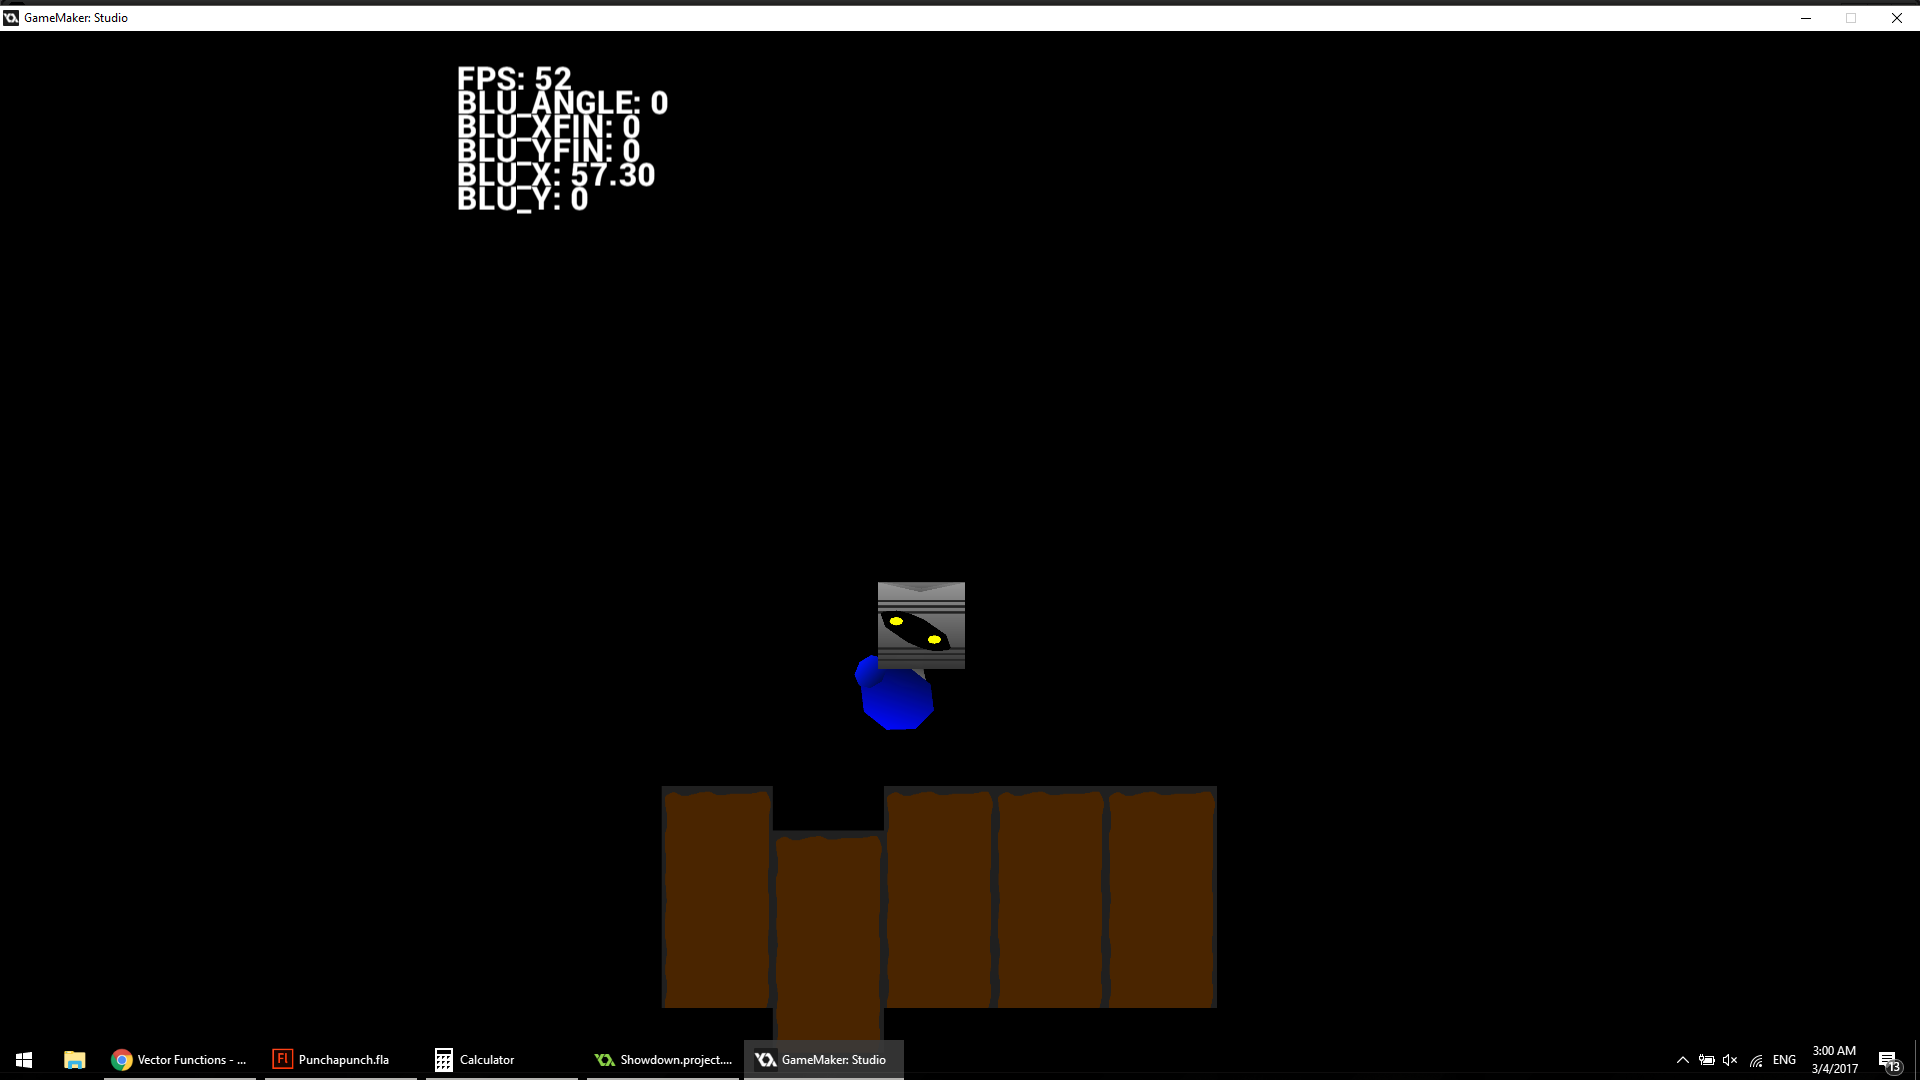 GameMaker: Studio
FPS: 52
BLU_ANGLE: 0
BLU_XFIN: 0
BLU_YFIN: 0
BLU_X: 57.30
BLU_Y: 0
Vector Functions - ...
Fl
Punchapunch.fla
Calculator
Showdown.project....
GameMaker: Studio
ENG
3:00 AM
3/4/2017
13